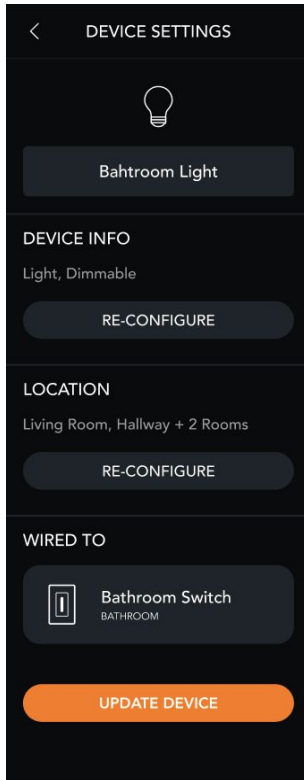 DEVICE SETTINGS
Bahtroom Light
DEVICE INFO
Light, Dimmable
RE-CONFIGURE
LOCATION
Living Room, Hallway + 2 Rooms
RE-CONFIGURE
WIRED TO
Bathroom Switch
BATHROOM
UPDATE DEVICE